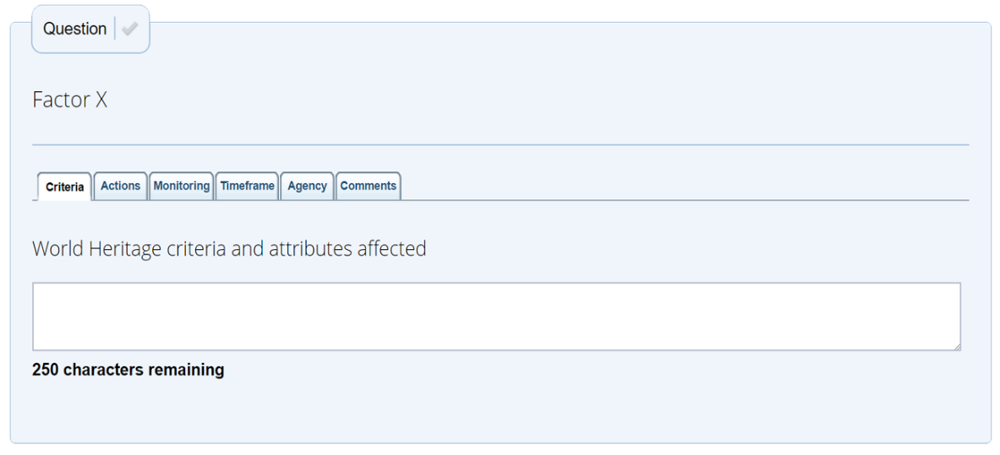 Question
Factor X
Criteria Actions Monitoring Timeframe Agency Comments
World Heritage criteria and attributes affected
250 characters remaining